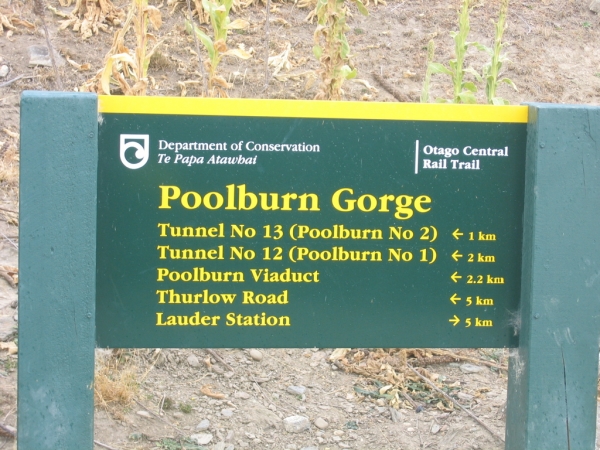 Department of Conservation
Te Papa Atawhai
Otago Central
Rail Trail
Poolburn Gorge
Tunnel No 13 (Poolburn No 2) ← 1 km
Tunnel No 12 (Poolburn No 1) ← 2 km
Poolburn Viaduct ← 2.2 km
Thurlow Road ← 5 km
Lauder Station → 5 km